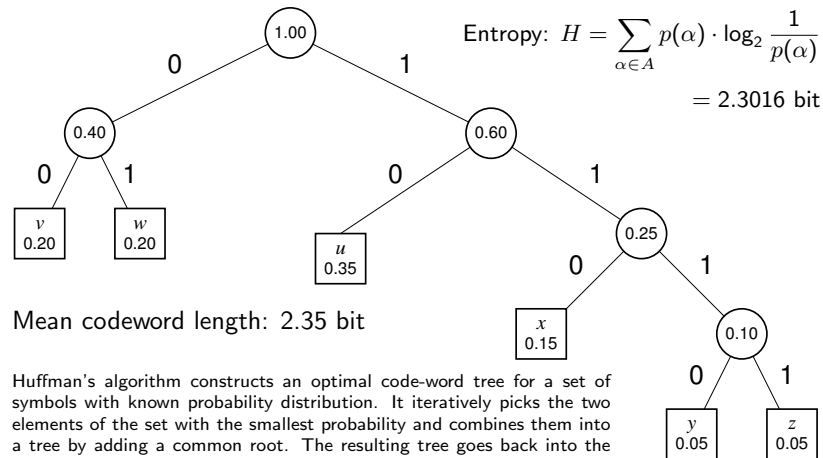 1.00
Entropy: H = ∑α∈A p(α) · log2 1/p(α)
= 2.3016 bit
0 1
0.40 0.60
0 1 0 1
v 0.20
w 0.20
u 0.35
0.25
0 1
Mean codeword length: 2.35 bit
x 0.15
0.10
0 1
y 0.05
z 0.05
Huffman's algorithm constructs an optimal code-word tree for a set of
symbols with known probability distribution. It iteratively picks the two
elements of the set with the smallest probability and combines them into
a tree by adding a common root. The resulting tree goes back into the